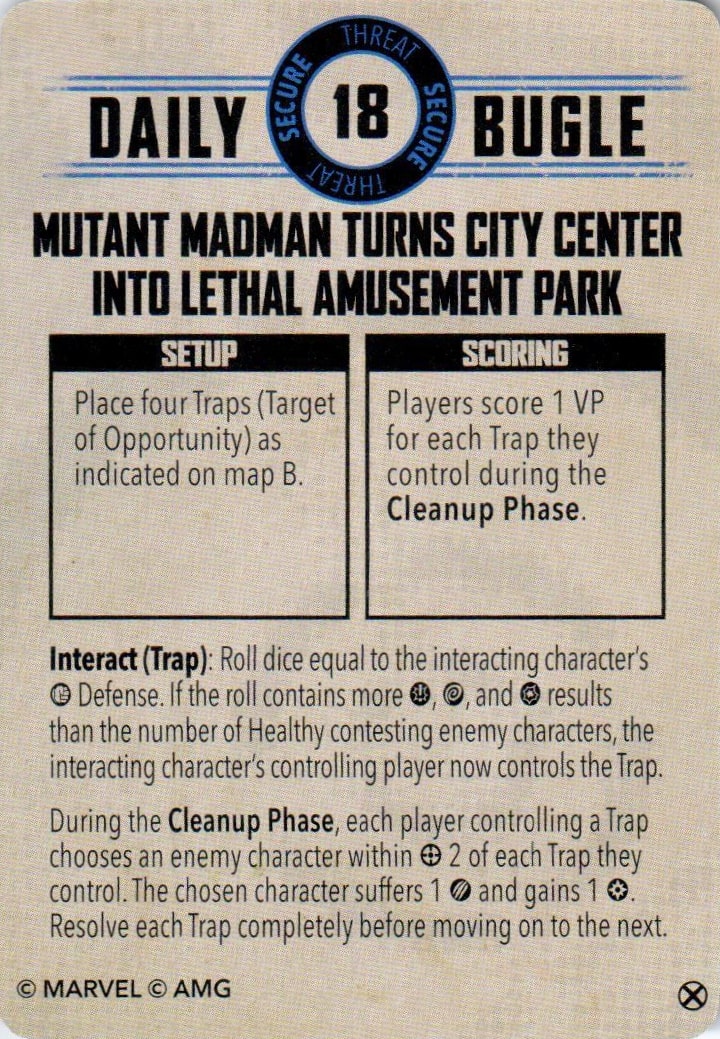 THREAT
SECURE
SECURE
THREAT
18
DAILY BUGLE
MUTANT MADMAN TURNS CITY CENTER
INTO LETHAL AMUSEMENT PARK
SETUP
Place four Traps (Target
of Opportunity) as
indicated on map B.
SCORING
Players score 1 VP
for each Trap they
control during the
Cleanup Phase.
Interact (Trap): Roll dice equal to the interacting character's
Defense. If the roll contains more , , and results
than the number of Healthy contesting enemy characters, the
interacting character's controlling player now controls the Trap.
During the Cleanup Phase, each player controlling a Trap
chooses an enemy character within 2 of each Trap they
control. The chosen character suffers 1 and gains 1 .
Resolve each Trap completely before moving on to the next.
© MARVEL © AMG